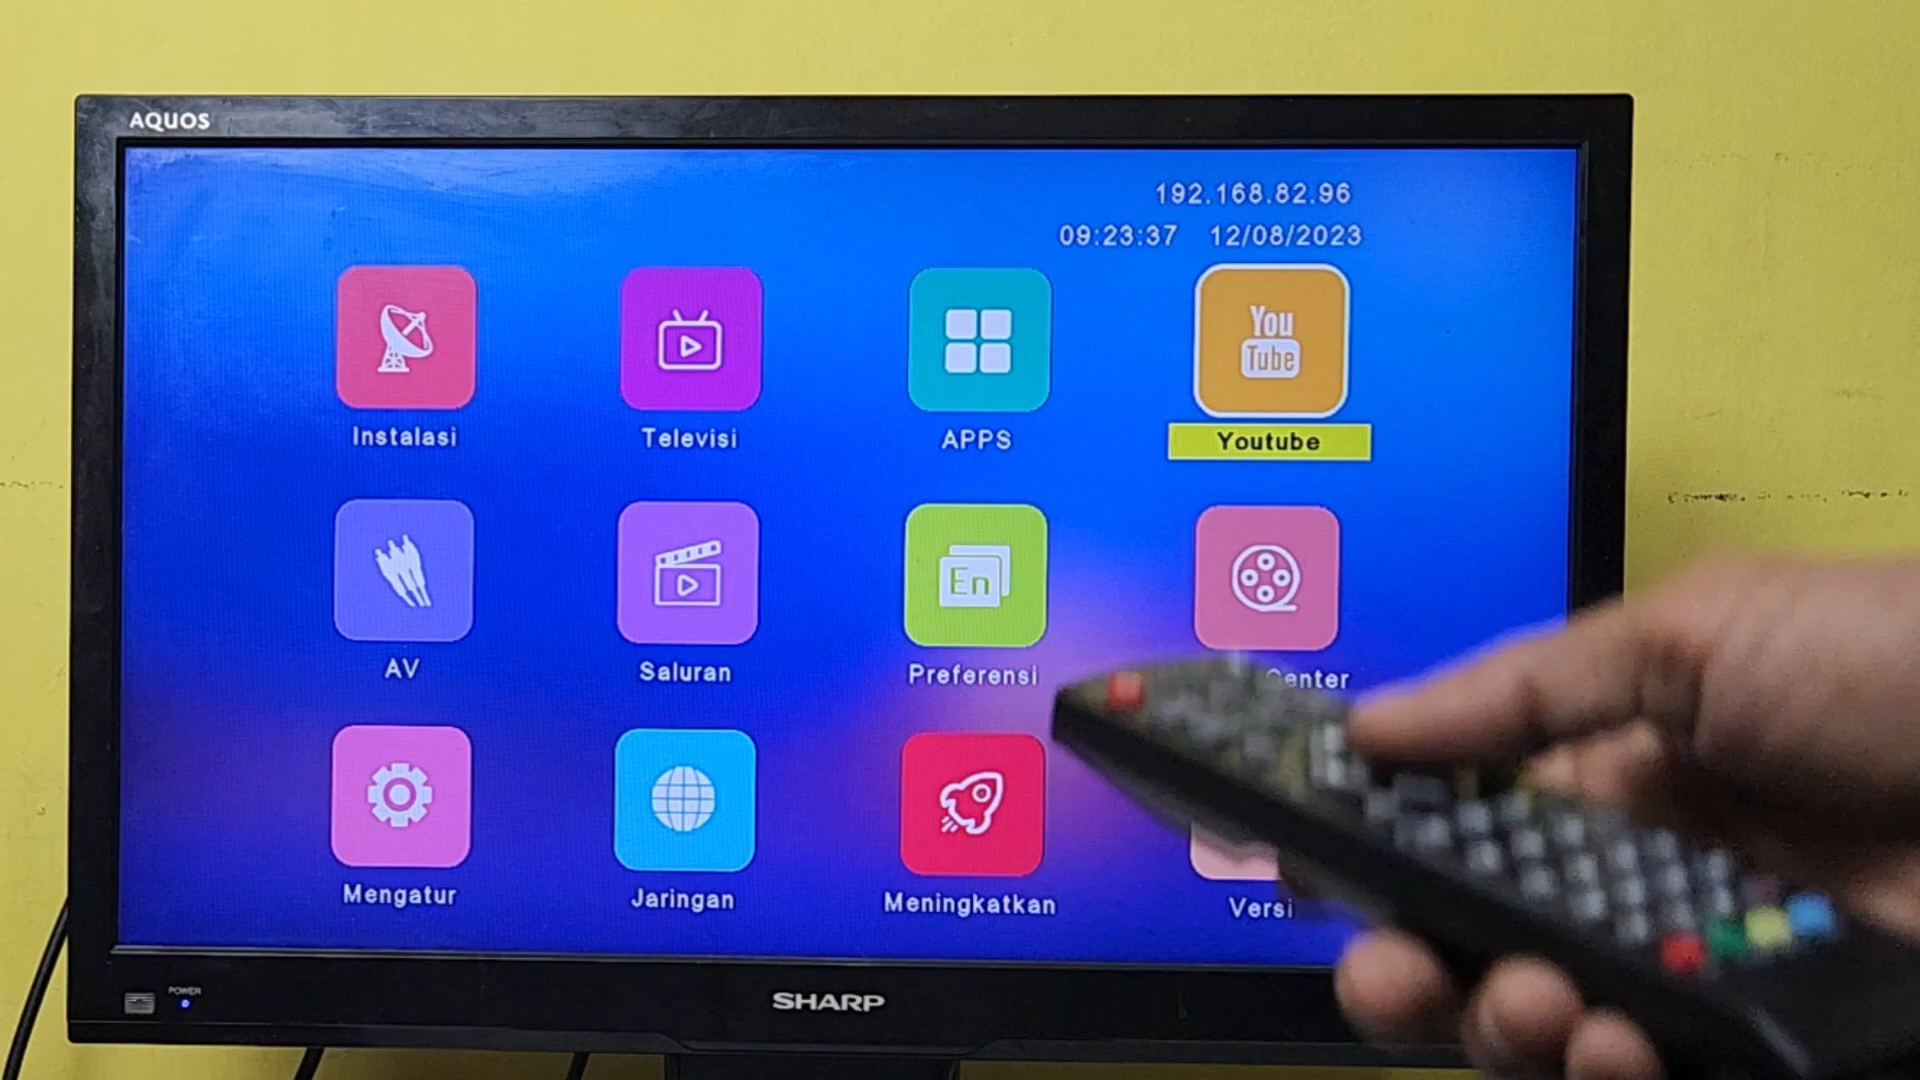 AQUOS
192.168.82.96
09:23:37 12/08/2023
You
Tube
Instalasi
Televisi
APPS
Youtube
En
AV
Saluran
Preferensi
Center
Mengatur
Jaringan
Meningkatkan
Versi
POWER
SHARP